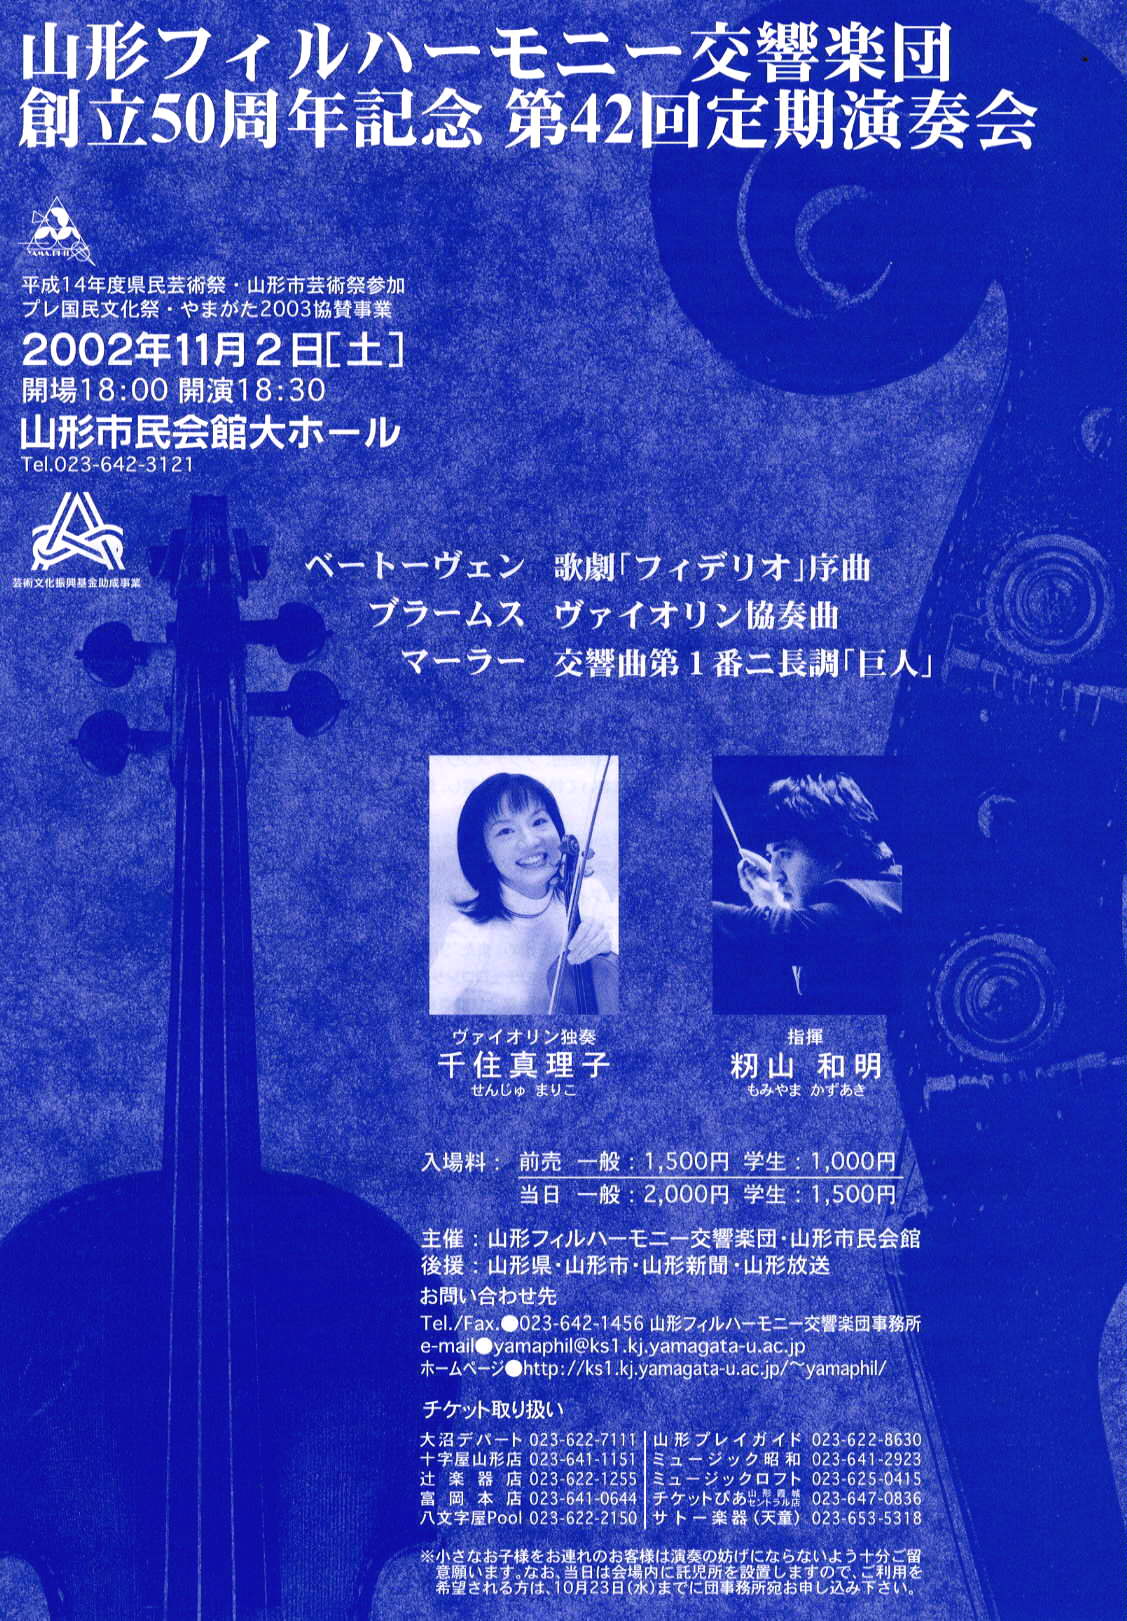 山形フィルハーモニー交響楽団
創立50周年記念 第42回定期演奏会
YAMA.PHIL
平成14年度県民芸術祭・山形市芸術祭参加
プレ国民文化祭・やまがた2003協賛事業
2002年11月2日[土]
開場18:00 開演18:30
山形市民会館大ホール
Tel.023-642-3121
芸術文化振興基金助成事業
ベートーヴェン 歌劇「フィデリオ」序曲
ブラームス ヴァイオリン協奏曲
マーラー 交響曲第1番ニ長調「巨人」
ヴァイオリン独奏
千住真理子
せんじゅ まりこ
指揮
籾山 和明
もみやま かずあき
入場料: 前売 一般:1,500円 学生:1,000円
当日 一般:2,000円 学生:1,500円
主催:山形フィルハーモニー交響楽団・山形市民会館
後援:山形県・山形市・山形新聞・山形放送
お問い合わせ先
Tel./Fax.●023-642-1456 山形フィルハーモニー交響楽団事務所
e-mail●yamaphil@ks1.kj.yamagata-u.ac.jp
ホームページ●http://ks1.kj.yamagata-u.ac.jp/～yamaphil/
チケット取り扱い
大沼デパート 023-622-7111
十字屋山形店 023-641-1151
辻楽器店 023-622-1255
富岡本店 023-641-0644
八文字屋Pool 023-622-2150
山形プレイガイド 023-622-8630
ミュージック昭和 023-641-2923
ミュージックロフト 023-625-0415
チケットぴあ山形霞城セントラル店 023-647-0836
サトー楽器(天童) 023-653-5318
※小さなお子様をお連れのお客様は演奏の妨げにならないよう十分ご留
意願います。なお、当日は会場内に託児所を設置しますので、ご利用を
希望される方は、10月23日(水)までに団事務所宛お申し込み下さい。